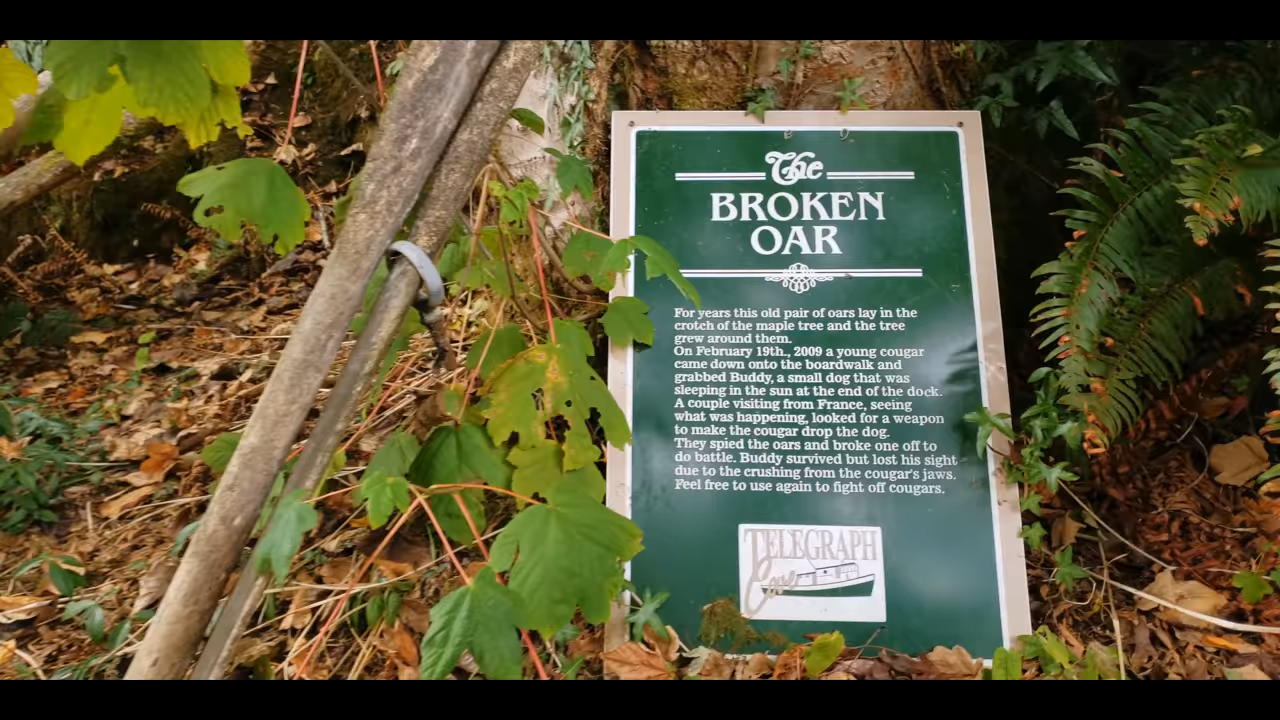 The
BROKEN
OAR
For years this old pair of oars lay in the
crotch of the maple tree and the tree
grew around them.
On February 19th., 2009 a young cougar
came down onto the boardwalk and
grabbed Buddy, a small dog that was
sleeping in the sun at the end of the dock.
A couple visiting from France, seeing
what was happening, looked for a weapon
to make the cougar drop the dog.
They spied the oars and broke one off to
do battle. Buddy survived but lost his sight
due to the crushing from the cougar's jaws.
Feel free to use again to fight off cougars.
TELEGRAPH
Cove